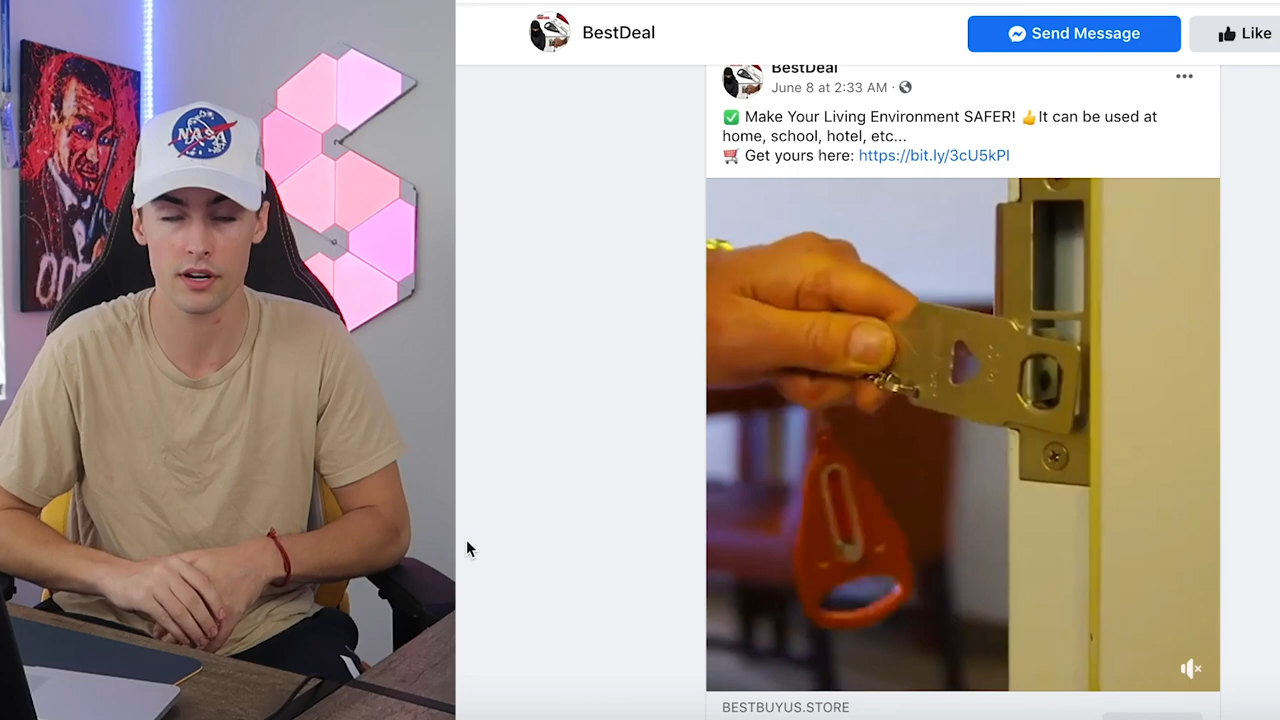 BestDeal
Send Message
Like
BestDeal
June 8 at 2:33 AM
✅ Make Your Living Environment SAFER! 👍It can be used at
home, school, hotel, etc...
🛒 Get yours here: https://bit.ly/3cU5kPl
BESTBUYUS.STORE
NASA